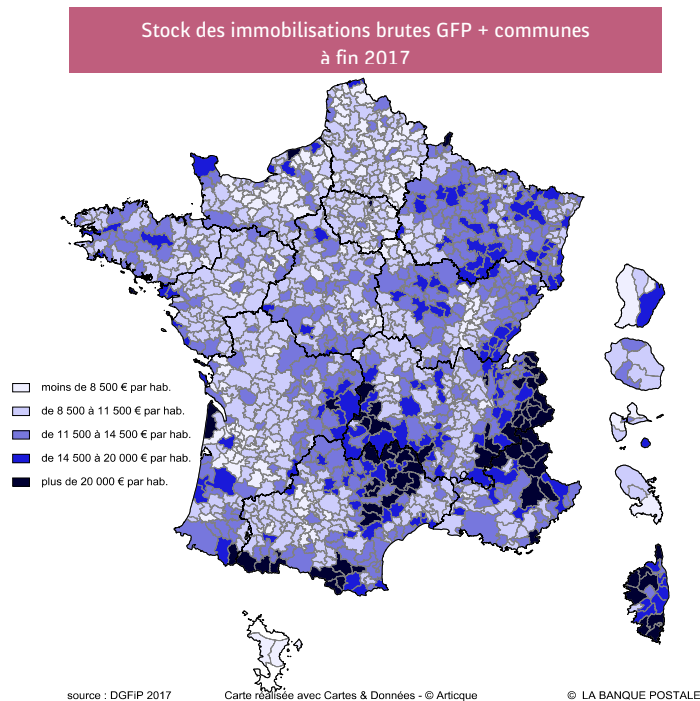 Stock des immobilisations brutes GFP + communes
à fin 2017
moins de 8 500 € par hab.
de 8 500 à 11 500 € par hab.
de 11 500 à 14 500 € par hab.
de 14 500 à 20 000 € par hab.
plus de 20 000 € par hab.
source : DGFiP 2017
Carte réalisée avec Cartes & Données - © Articque
© LA BANQUE POSTALE